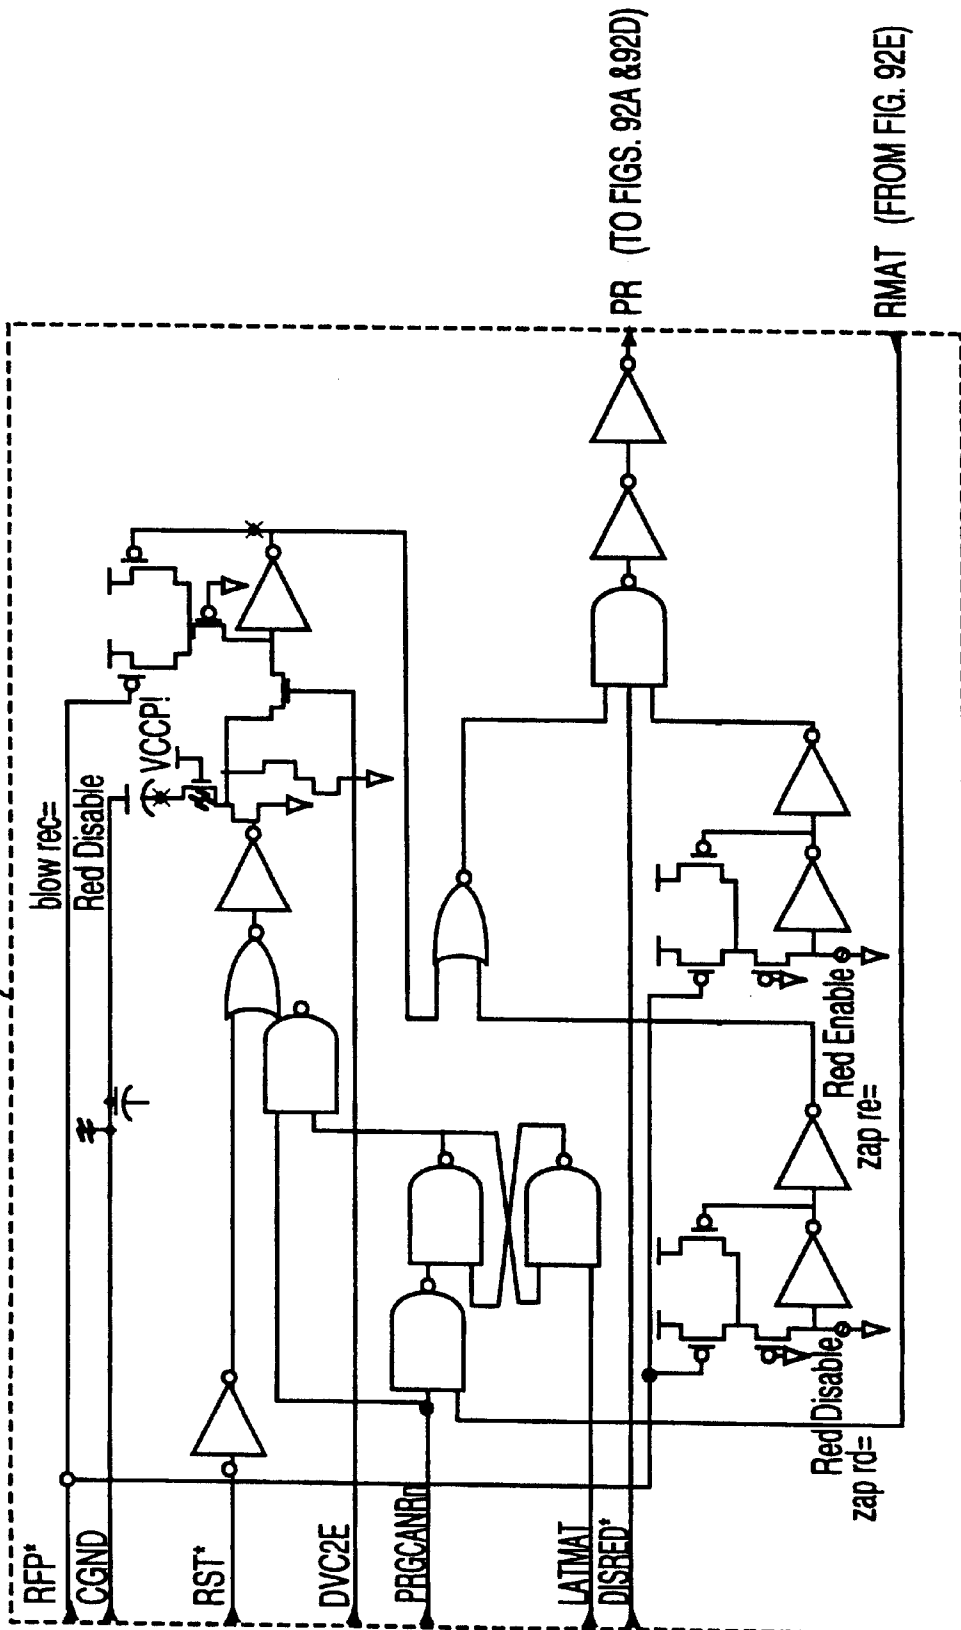 RFP*
CGND
RST*
DVC2E
PRGCANRn
LATMAT
DISRED*
blow rec=
Red Disable
VCCP!
Red Disable
zap rd=
Red Enable
zap re=
PR (TO FIGS. 92A &92D)
RMAT (FROM FIG. 92E)